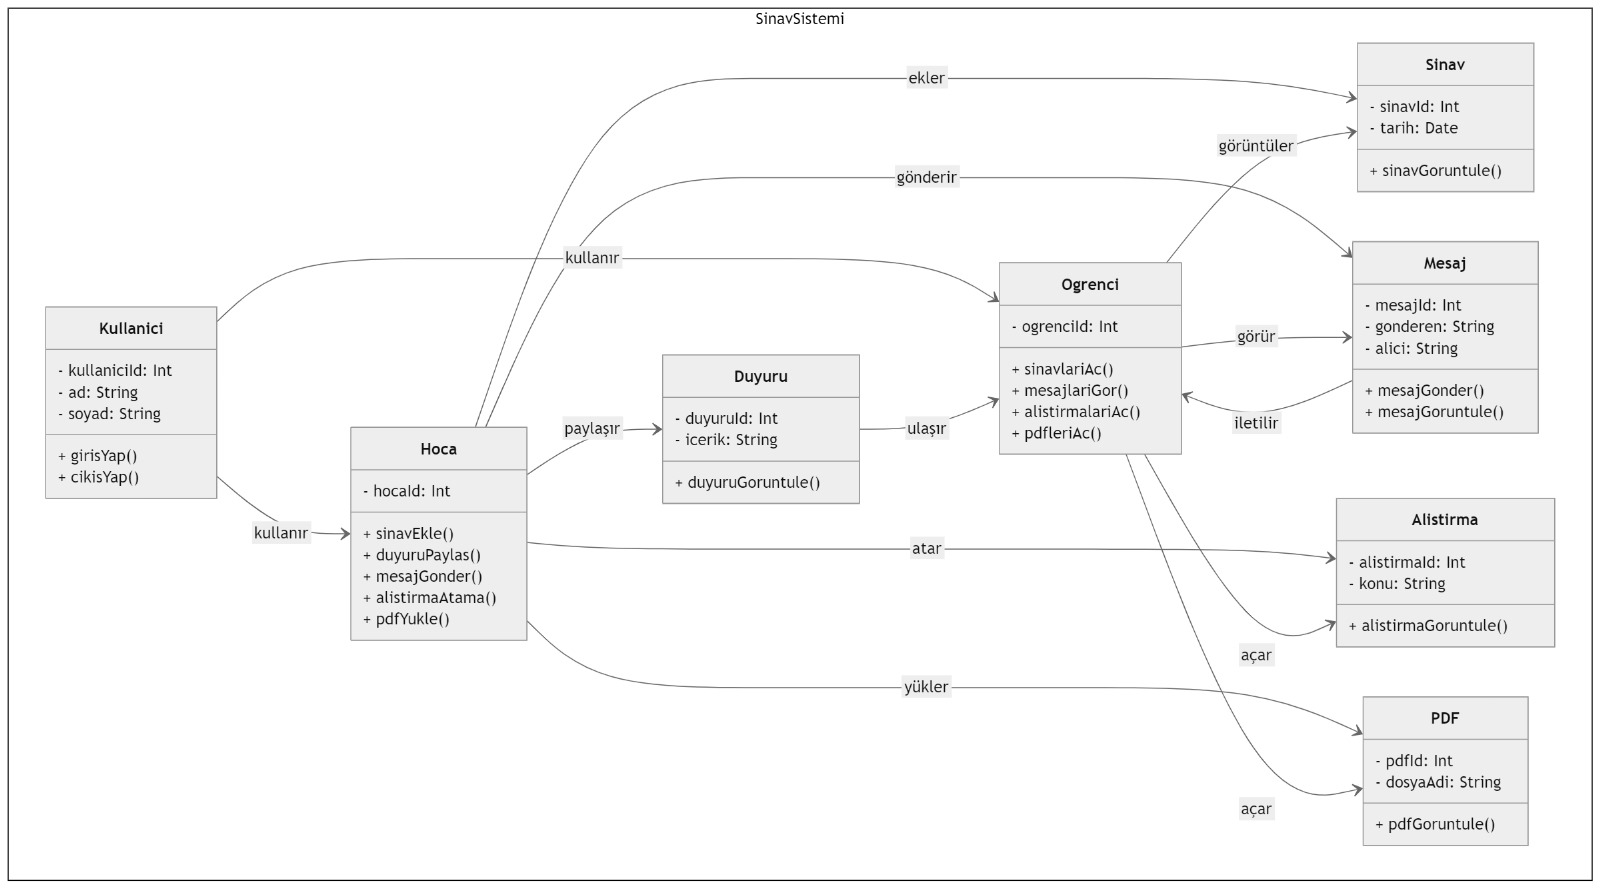 SinavSistemi
Kullanici
- kullaniciId: Int
- ad: String
- soyad: String
+ girisYap()
+ cikisYap()
kullanır
kullanır
Hoca
- hocaId: Int
+ sinavEkle()
+ duyuruPaylas()
+ mesajGonder()
+ alistirmaAtama()
+ pdfYukle()
ekler
gönderir
paylaşır
atar
yükler
Duyuru
- duyuruId: Int
- icerik: String
+ duyuruGoruntule()
ulaşır
Ogrenci
- ogrenciId: Int
+ sinavlariAc()
+ mesajlariGor()
+ alistirmalariAc()
+ pdfleriAc()
görüntüler
görür
iletilir
açar
açar
Sinav
- sinavId: Int
- tarih: Date
+ sinavGoruntule()
Mesaj
- mesajId: Int
- gonderen: String
- alici: String
+ mesajGonder()
+ mesajGoruntule()
Alistirma
- alistirmaId: Int
- konu: String
+ alistirmaGoruntule()
PDF
- pdfId: Int
- dosyaAdi: String
+ pdfGoruntule()